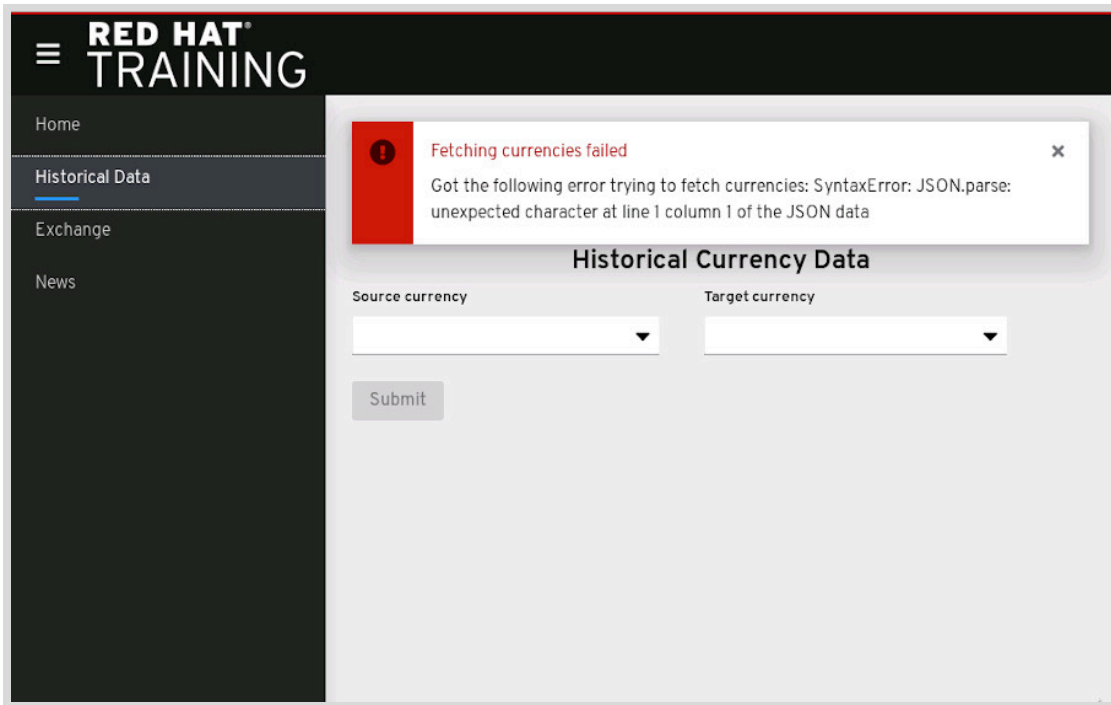 RED HAT®
TRAINING
Home
Historical Data
Exchange
News
Fetching currencies failed
Got the following error trying to fetch currencies: SyntaxError: JSON.parse:
unexpected character at line 1 column 1 of the JSON data
Historical Currency Data
Source currency
Target currency
Submit